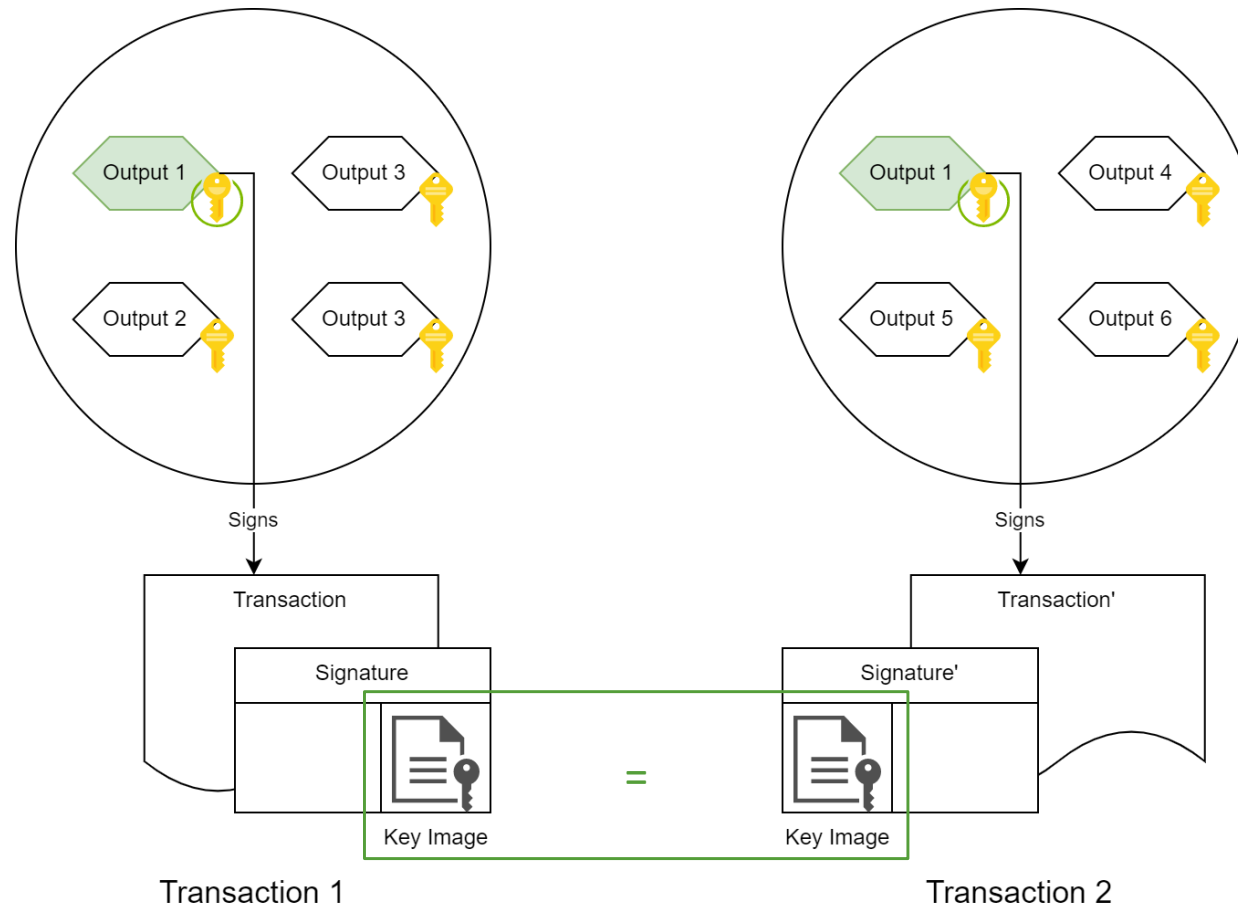 Output 1
Output 3
Output 2
Output 3
Signs
Transaction
Signature
Key Image
Transaction 1
=
Output 1
Output 4
Output 5
Output 6
Signs
Transaction'
Signature'
Key Image
Transaction 2